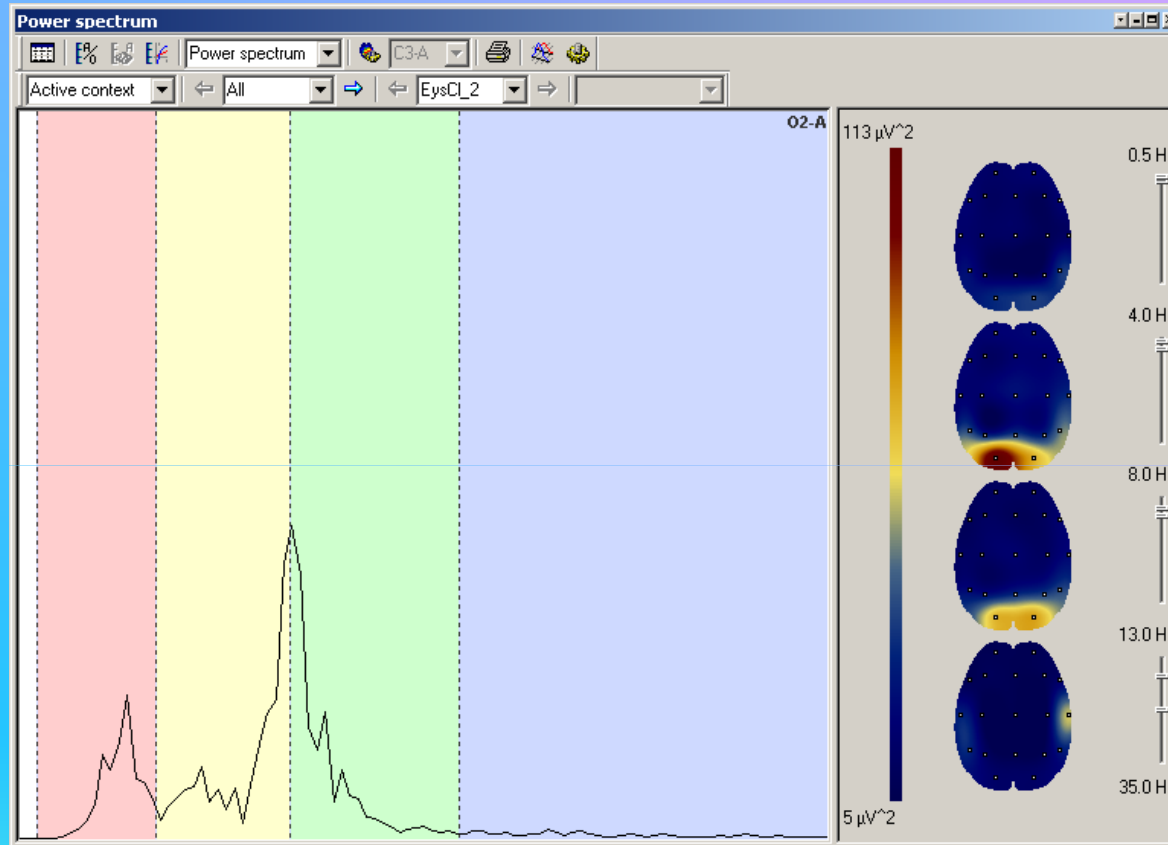 Power spectrum
Power spectrum C3-A
Active context All EysCl_2
O2-A
113 µV^2
0.5 H
4.0 H
8.0 H
13.0 H
35.0 H
5 µV^2